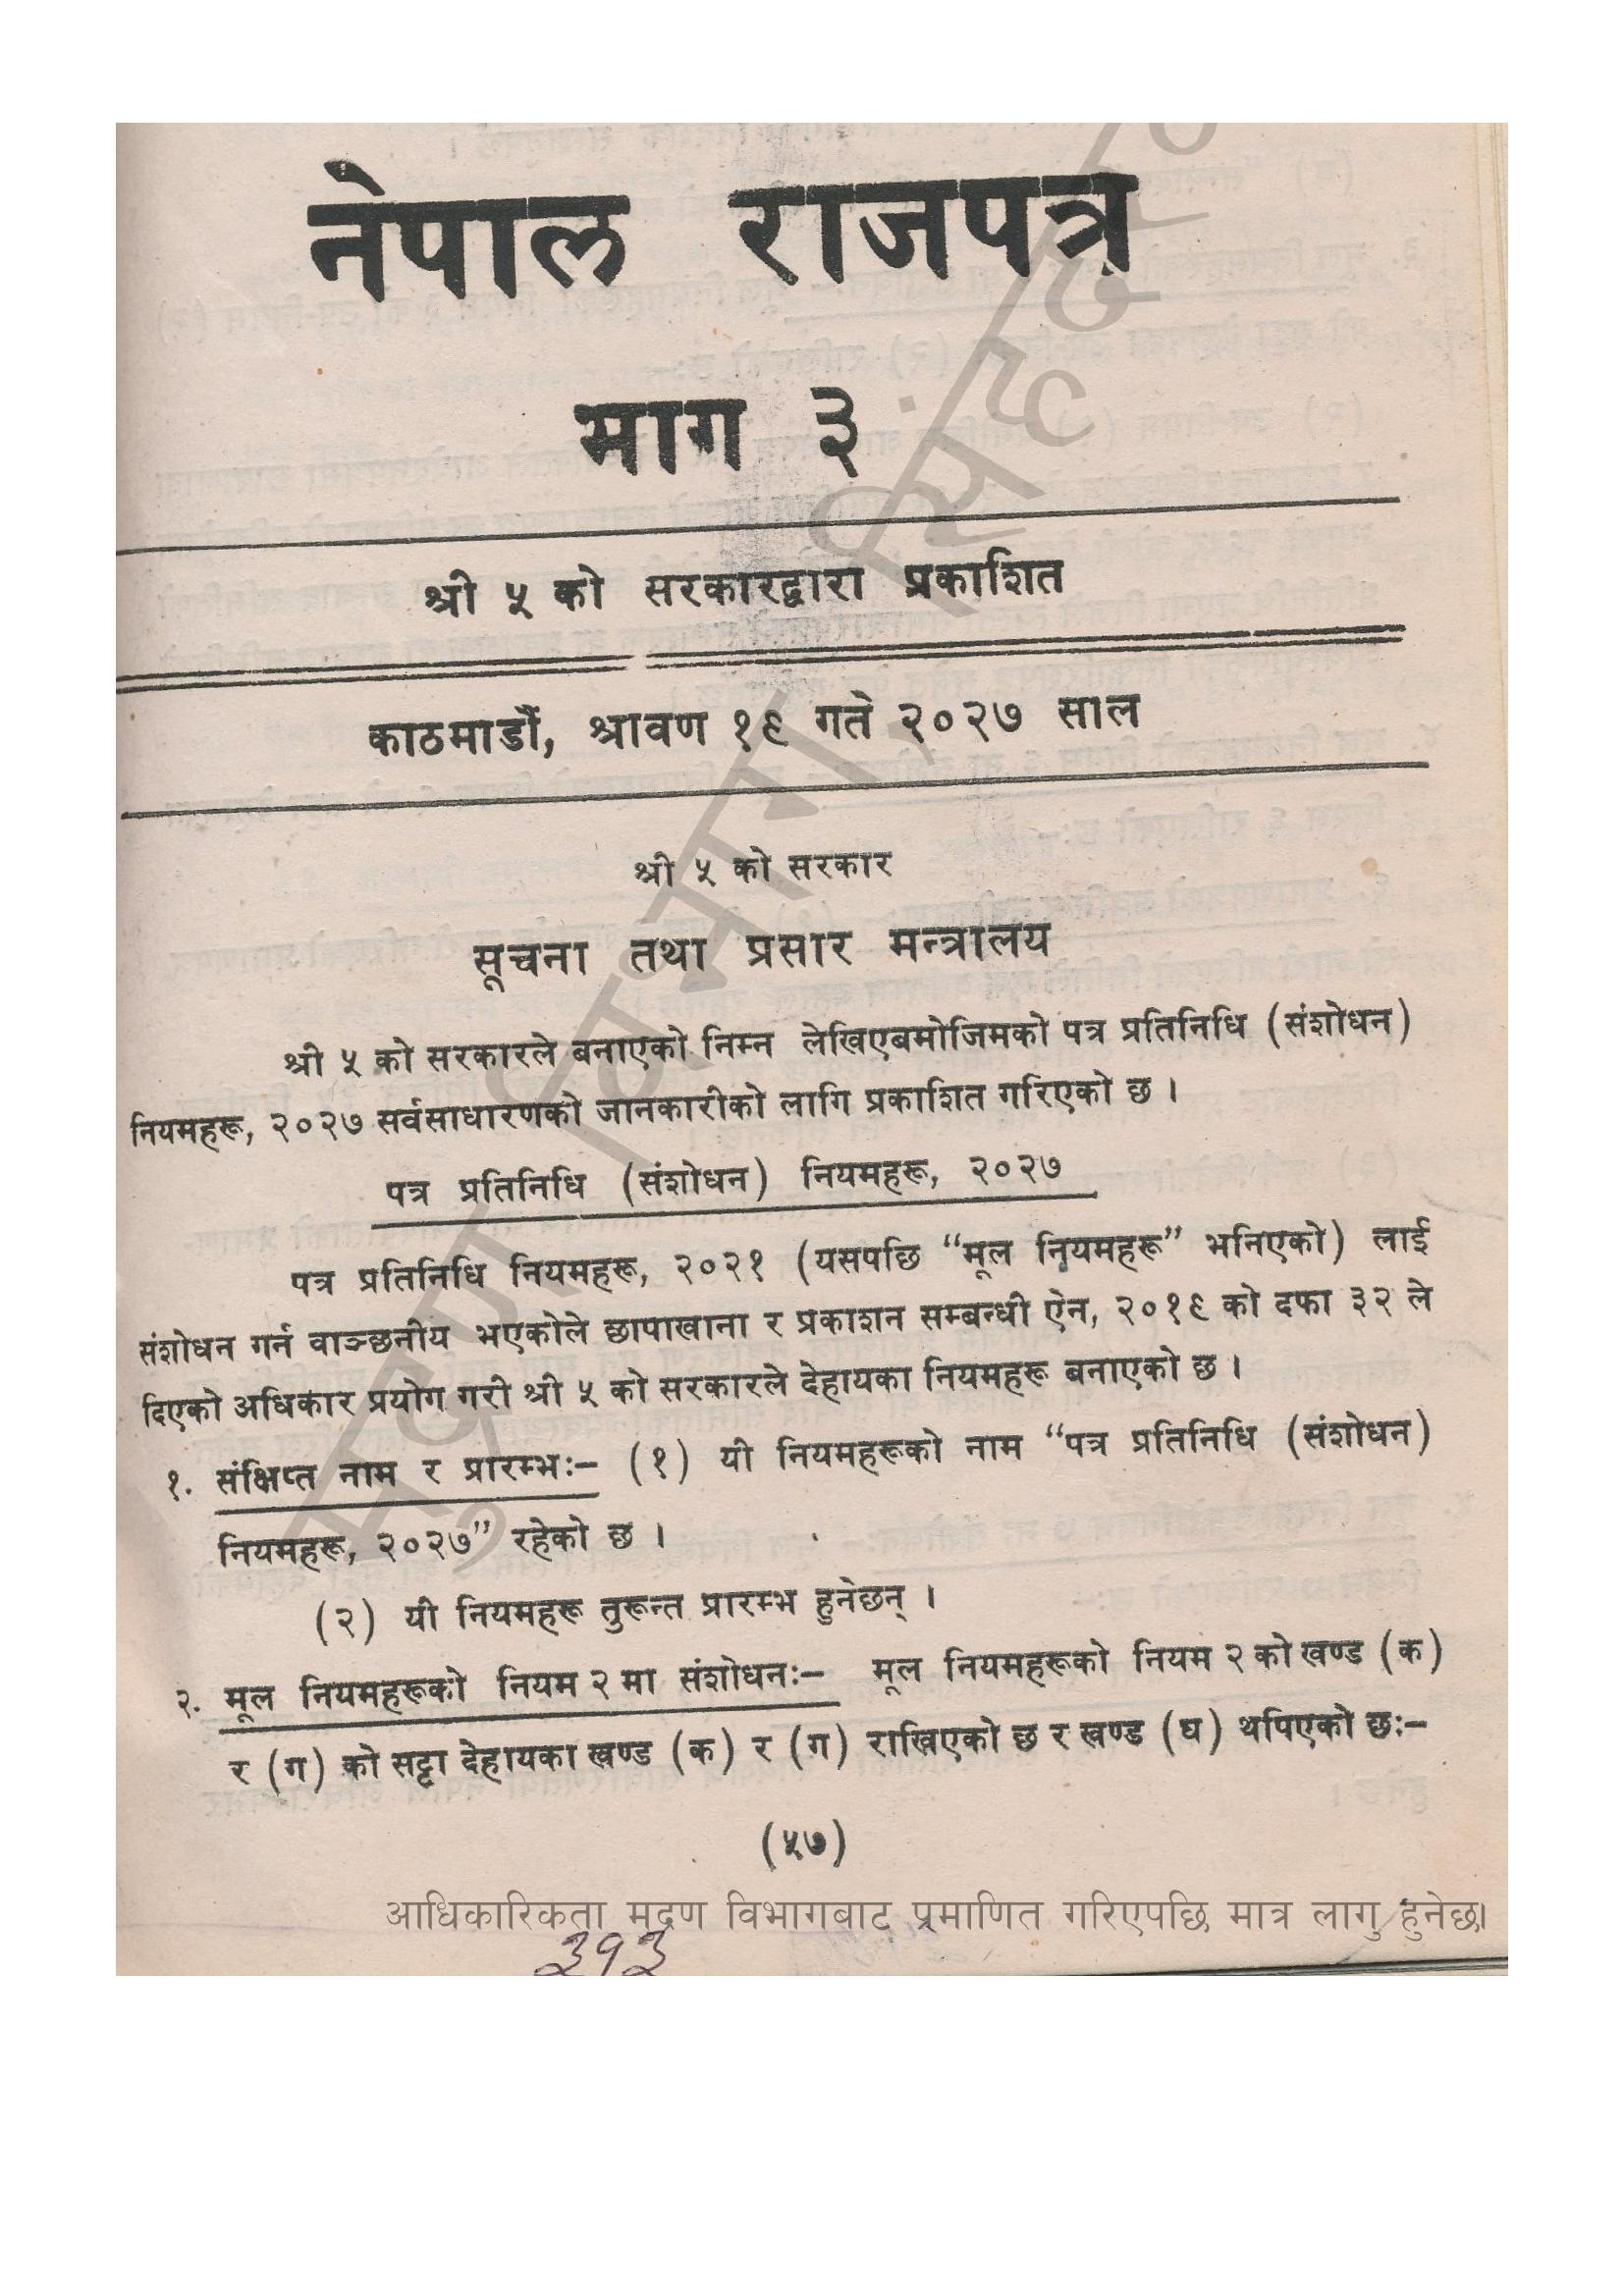 नेपाल राजपत्र
भाग ३
श्री ५ को सरकारद्वारा प्रकाशित
काठमाडौं, श्रावण १९ गते २०२७ साल
श्री ५ को सरकार
सूचना तथा प्रसार मन्त्रालय
श्री ५ को सरकारले बनाएको निम्न लेखिएबमोजिमको पत्र प्रतिनिधि (संशोधन)
नियमहरू, २०२७ सर्वसाधारणको जानकारीको लागि प्रकाशित गरिएको छ ।
पत्र प्रतिनिधि (संशोधन) नियमहरू, २०२७
पत्र प्रतिनिधि नियमहरू, २०२१ (यसपछि “मूल नियमहरू” भनिएको) लाई
संशोधन गर्न वाञ्छनीय भएकोले छापाखाना र प्रकाशन सम्बन्धी ऐन, २०१९ को दफा ३२ ले
दिएको अधिकार प्रयोग गरी श्री ५ को सरकारले देहायका नियमहरू बनाएको छ ।
१. संक्षिप्त नाम र प्रारम्भः– (१) यी नियमहरूको नाम “पत्र प्रतिनिधि (संशोधन)
नियमहरू, २०२७” रहेको छ ।
(२) यी नियमहरू तुरून्त प्रारम्भ हुनेछन् ।
२. मूल नियमहरूको नियम २ मा संशोधनः– मूल नियमहरूको नियम २ को खण्ड (क)
र (ग) को सट्टा देहायका खण्ड (क) र (ग) राखिएको छ र खण्ड (घ) थपिएको छः–
(५७)
आधिकारिकता मुद्रण विभागबाट प्रमाणित गरिएपछि मात्र लागु हुनेछ।
३१३